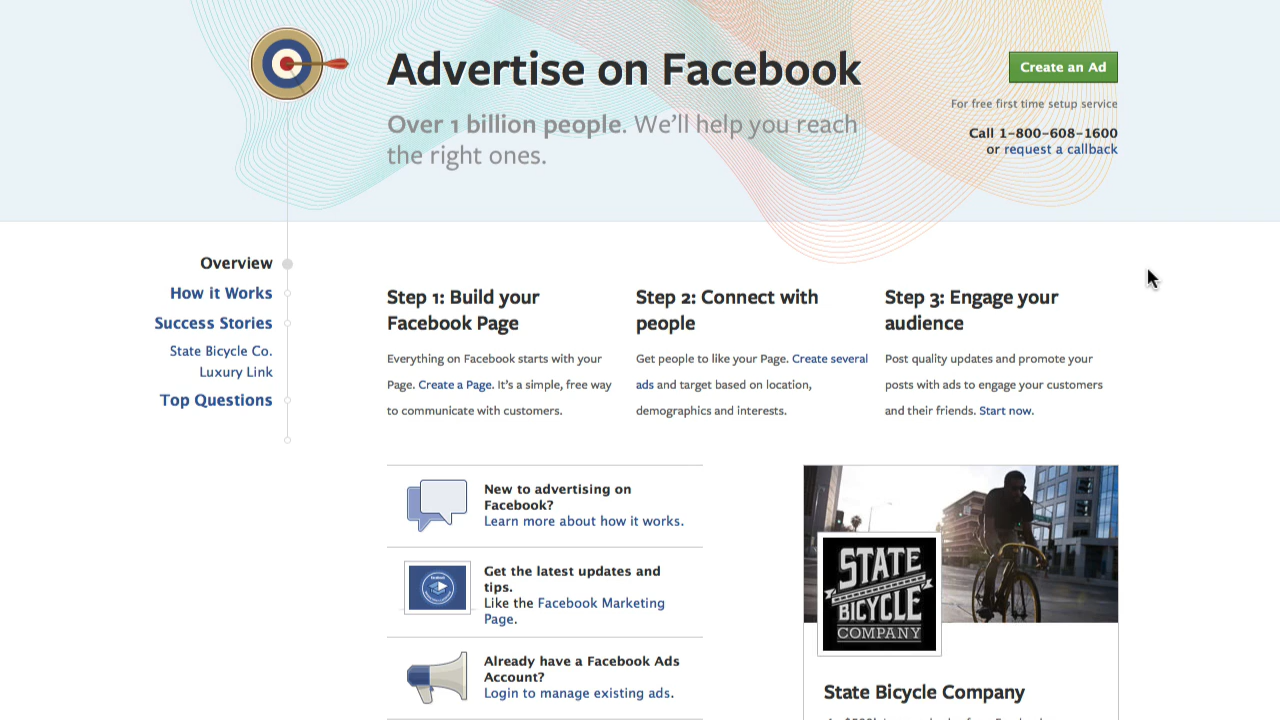 Advertise on Facebook
Over 1 billion people. We'll help you reach
the right ones.
Create an Ad
For free first time setup service
Call 1-800-608-1600
or request a callback
Overview
How it Works
Success Stories
State Bicycle Co.
Luxury Link
Top Questions
Step 1: Build your
Facebook Page
Everything on Facebook starts with your
Page. Create a Page. It's a simple, free way
to communicate with customers.
Step 2: Connect with
people
Get people to like your Page. Create several
ads and target based on location,
demographics and interests.
Step 3: Engage your
audience
Post quality updates and promote your
posts with ads to engage your customers
and their friends. Start now.
New to advertising on
Facebook?
Learn more about how it works.
Get the latest updates and
tips.
Like the Facebook Marketing
Page.
Already have a Facebook Ads
Account?
Login to manage existing ads.
STATE
BICYCLE
COMPANY
State Bicycle Company